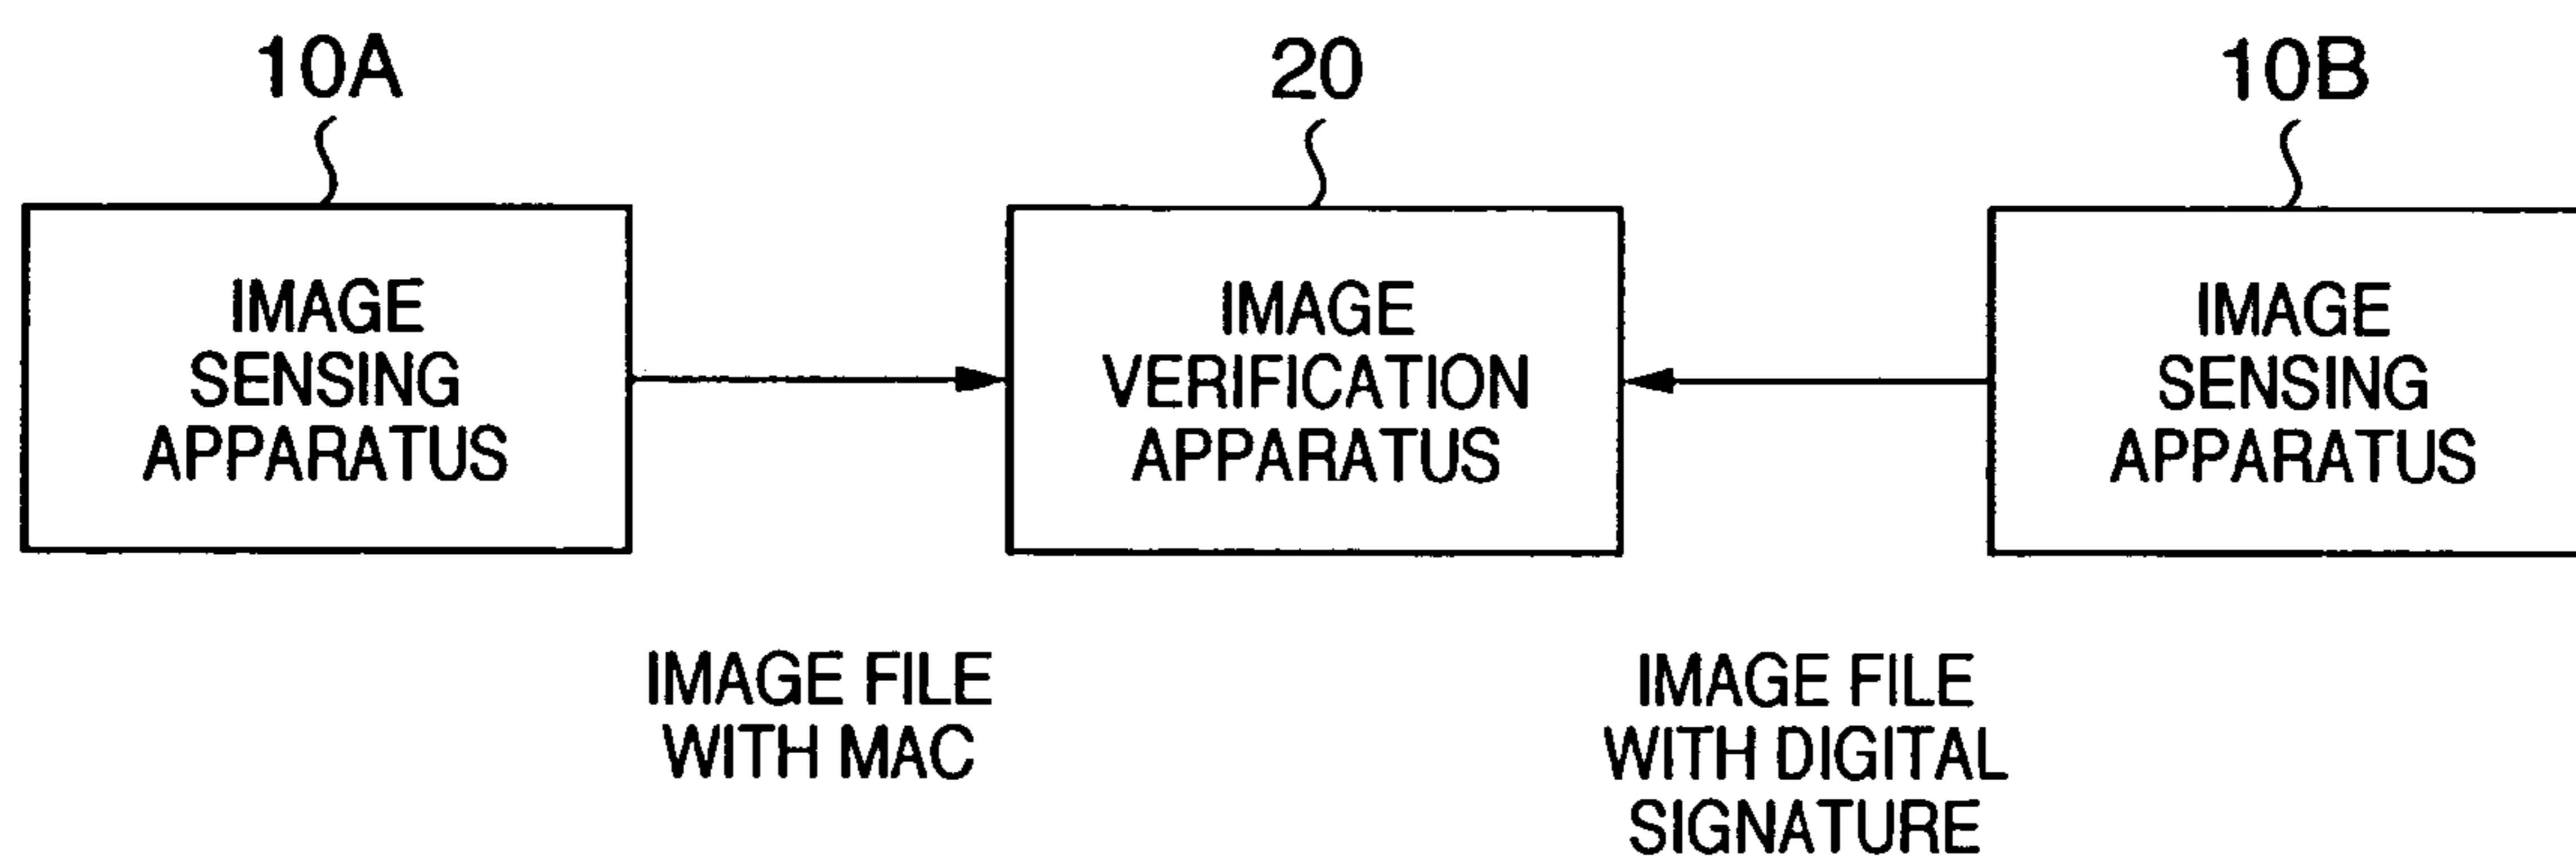 10A
20
10B
IMAGE
SENSING
APPARATUS
IMAGE
VERIFICATION
APPARATUS
IMAGE
SENSING
APPARATUS
IMAGE FILE
WITH MAC
IMAGE FILE
WITH DIGITAL
SIGNATURE